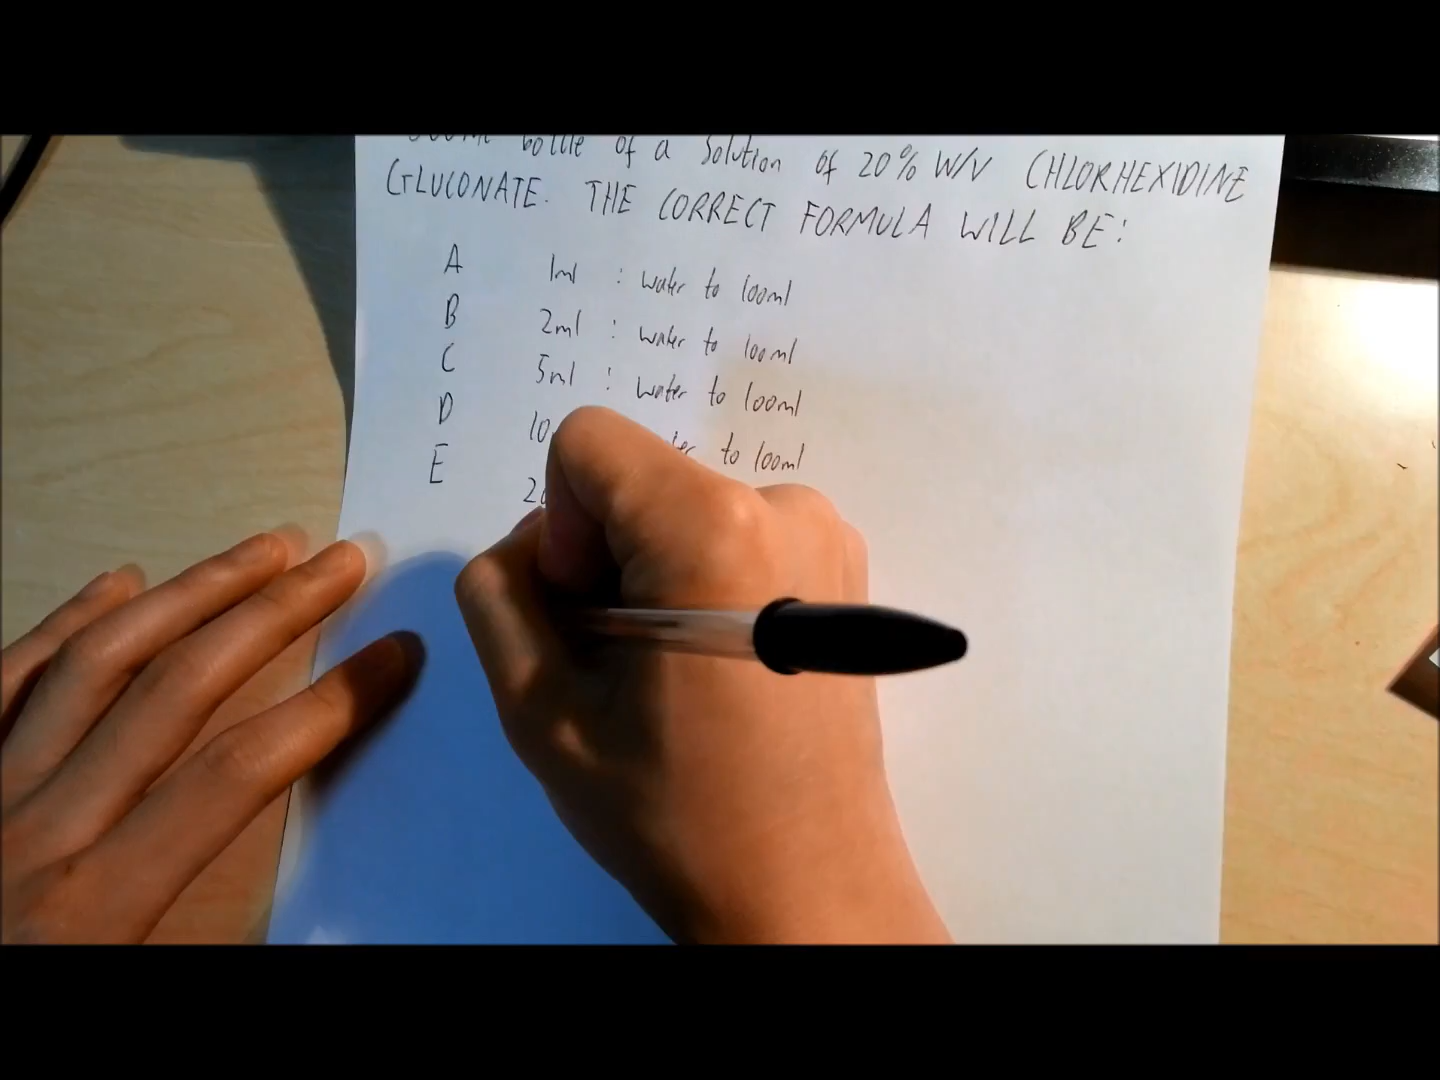 bottle of a solution of 20% W/V CHLORHEXIDINE
GLUCONATE. THE CORRECT FORMULA WILL BE:
A 1ml : water to 100ml
B 2ml : water to 100ml
C 5ml : water to 100ml
D to 100ml
E